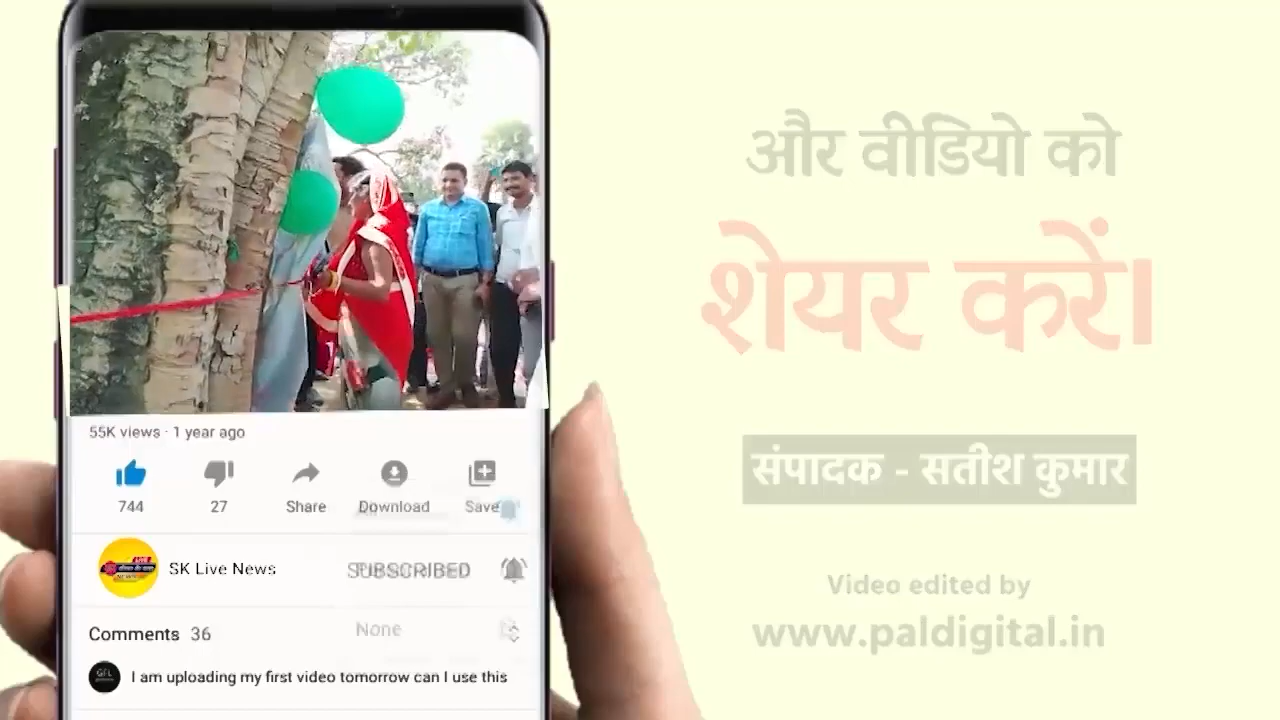 55K views · 1 year ago
744
27
Share
Download
Save
SK Live News
SUBSCRIBED
None
Comments 36
I am uploading my first video tomorrow can I use this
GFL
और वीडियो को
शेयर करें।
संपादक - सतीश कुमार
Video edited by
www.paldigital.in